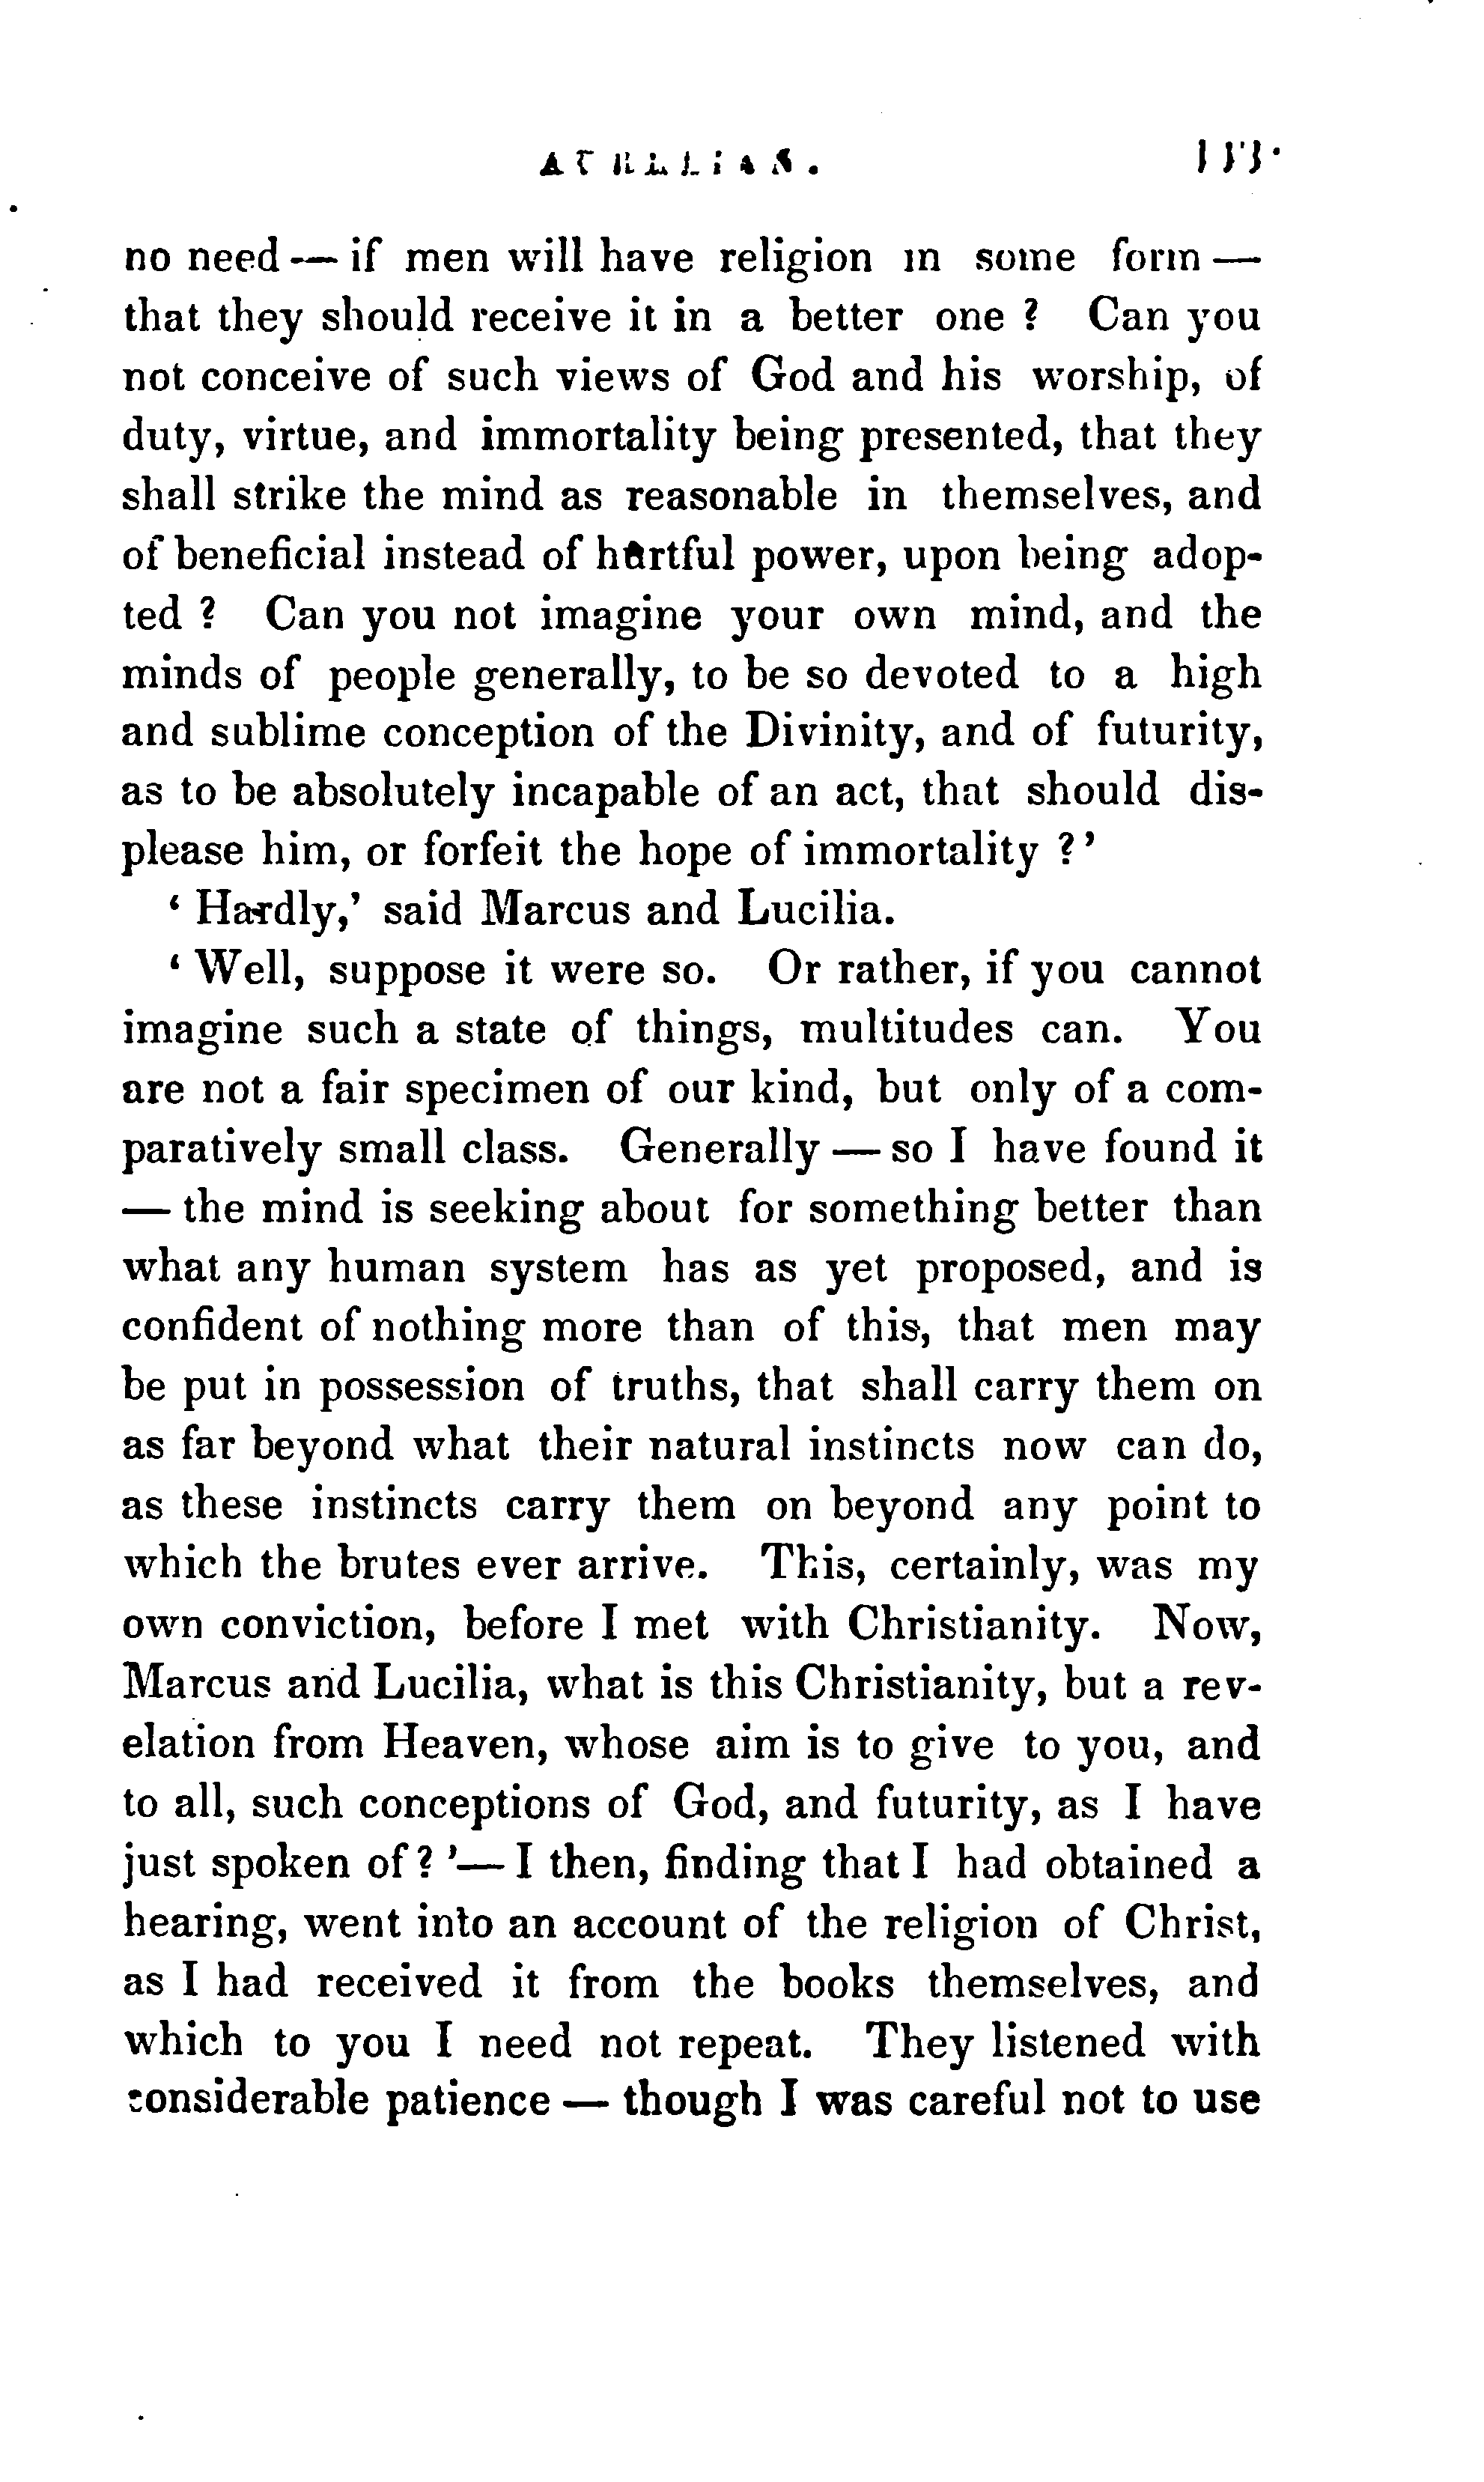 no need — if men will have religion in some form —
that they should receive it in a better one ? Can you
not conceive of such views of God and his worship, of
duty, virtue, and immortality being presented, that they
shall strike the mind as reasonable in themselves, and
of beneficial instead of hurtful power, upon being adop-
ted ? Can you not imagine your own mind, and the
minds of people generally, to be so devoted to a high
and sublime conception of the Divinity, and of futurity,
as to be absolutely incapable of an act, that should dis-
please him, or forfeit the hope of immortality ?'
' Hardly,' said Marcus and Lucilia.
' Well, suppose it were so. Or rather, if you cannot
imagine such a state of things, multitudes can. You
are not a fair specimen of our kind, but only of a com-
paratively small class. Generally — so I have found it
— the mind is seeking about for something better than
what any human system has as yet proposed, and is
confident of nothing more than of this, that men may
be put in possession of truths, that shall carry them on
as far beyond what their natural instincts now can do,
as these instincts carry them on beyond any point to
which the brutes ever arrive. This, certainly, was my
own conviction, before I met with Christianity. Now,
Marcus and Lucilia, what is this Christianity, but a rev-
elation from Heaven, whose aim is to give to you, and
to all, such conceptions of God, and futurity, as I have
just spoken of ? '— I then, finding that I had obtained a
hearing, went into an account of the religion of Christ,
as I had received it from the books themselves, and
which to you I need not repeat. They listened with
considerable patience — though I was careful not to use